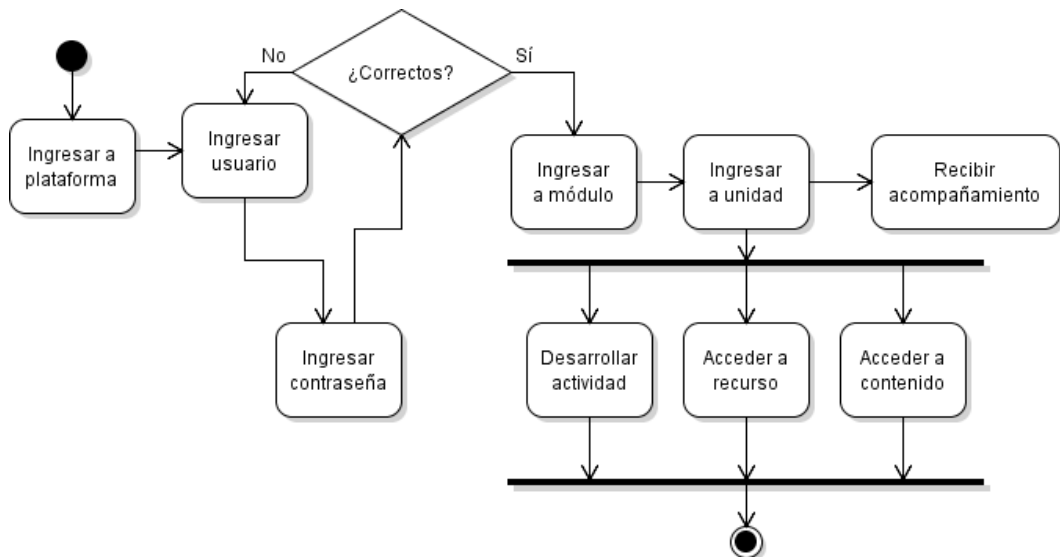 No
¿Correctos?
Sí
Ingresar a
plataforma
Ingresar
usuario
Ingresar
a módulo
Ingresar
a unidad
Recibir
acompañamiento
Ingresar
contraseña
Desarrollar
actividad
Acceder a
recurso
Acceder a
contenido